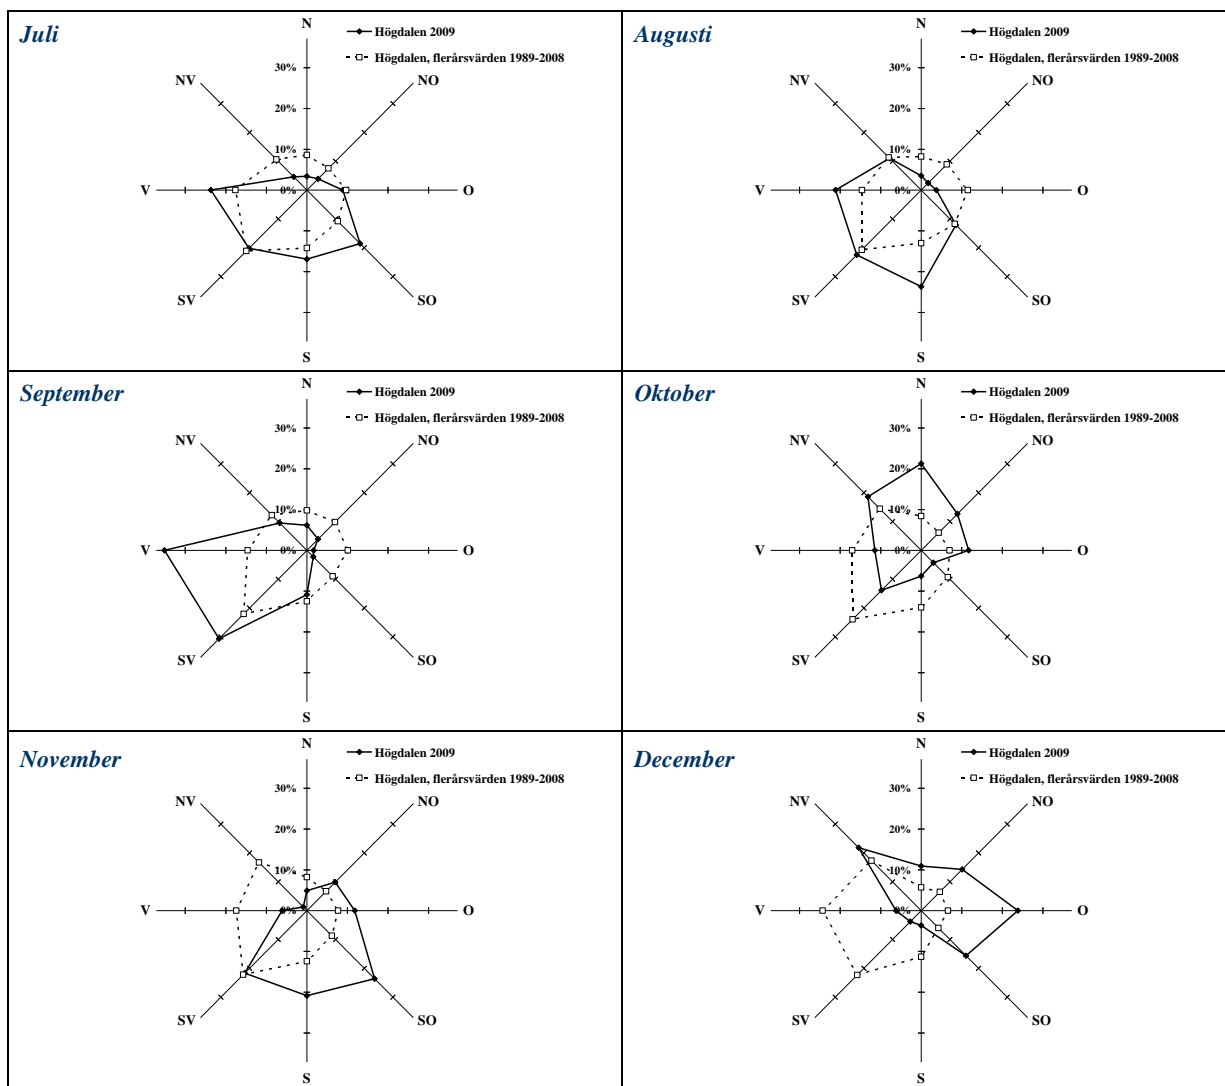 Juli
N
Högdalen 2009
Högdalen, flerårsvärden 1989-2008
30%
NV
NO
20%
10%
V
0%
O
SV
SO
S
Augusti
N
Högdalen 2009
Högdalen, flerårsvärden 1989-2008
30%
NV
NO
20%
10%
V
0%
O
SV
SO
S
September
N
Högdalen 2009
Högdalen, flerårsvärden 1989-2008
30%
NV
NO
20%
10%
V
0%
O
SV
SO
S
Oktober
N
Högdalen 2009
Högdalen, flerårsvärden 1989-2008
30%
NV
NO
20%
10%
V
0%
O
SV
SO
S
November
N
Högdalen 2009
Högdalen, flerårsvärden 1989-2008
30%
NV
NO
20%
10%
V
0%
O
SV
SO
S
December
N
Högdalen 2009
Högdalen, flerårsvärden 1989-2008
30%
NV
NO
20%
10%
V
0%
O
SV
SO
S